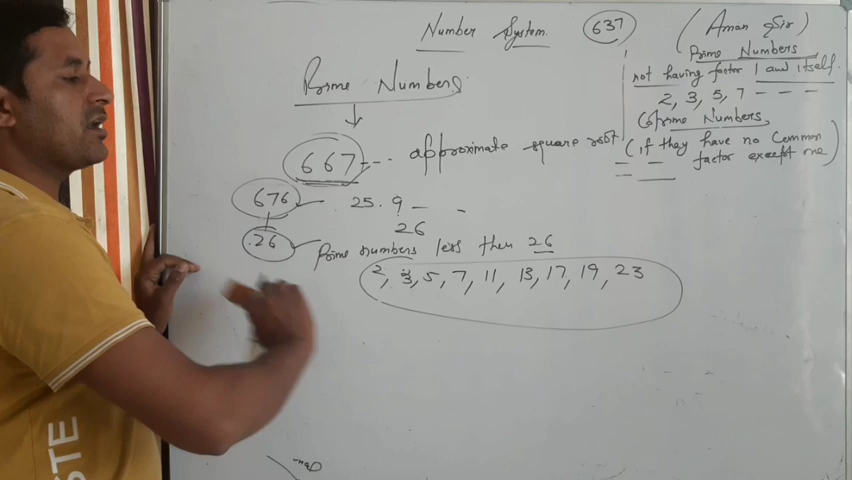 Number System.
637
(Aman Sir)
Prime Numbers
not having factor 1 and itself.
2, 3, 5, 7 - - -
Coprime Numbers,
(if they have no common
factor except one)
Prime Numbers
667 --. approximate square root
676 - 25.9 - -
26
.26
Prime numbers less then 26
2, 3, 5, 7, 11, 13, 17, 19, 23
STE